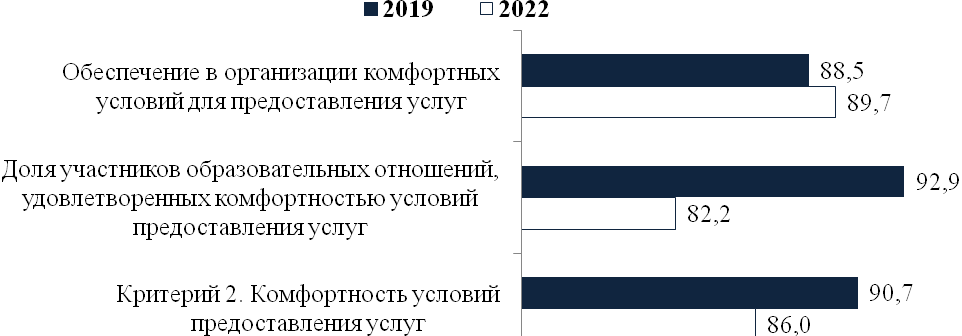 2019 2022
Обеспечение в организации комфортных
условий для предоставления услуг
88,5
89,7
Доля участников образовательных отношений,
удовлетворенных комфортностью условий
предоставления услуг
92,9
82,2
Критерий 2. Комфортность условий
предоставления услуг
90,7
86,0